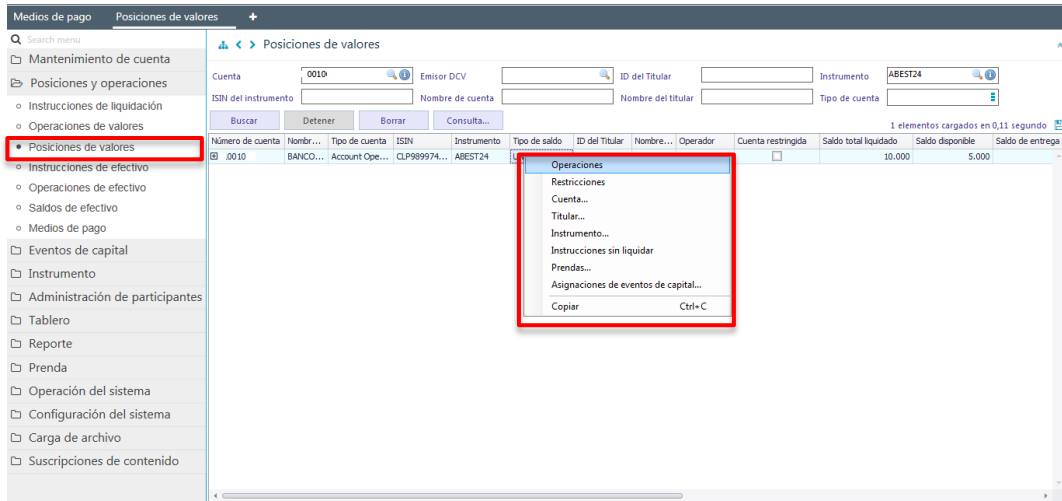 Medios de pago Posiciones de valores +
Search menu
Posiciones de valores
Mantenimiento de cuenta
Posiciones y operaciones
Instrucciones de liquidación
Operaciones de valores
Posiciones de valores
Instrucciones de efectivo
Operaciones de efectivo
Saldos de efectivo
Medios de pago
Eventos de capital
Instrumento
Administración de participantes
Tablero
Reporte
Prenda
Operación del sistema
Configuración del sistema
Carga de archivo
Suscripciones de contenido
Cuenta 0010 Emisor DCV ID del Titular Instrumento ABEST24
ISIN del instrumento Nombre de cuenta Nombre del titular Tipo de cuenta
Buscar Detener Borrar Consulta...
1 elementos cargados en 0,11 segundo
Número de cuenta Nombr... Tipo de cuenta ISIN Instrumento Tipo de saldo ID del Titular Nombre... Operador Cuenta restringida Saldo total liquidado Saldo disponible Saldo de entrega
.0010 BANCO... Account Ope... CLP989974... ABEST24 10.000 5.000
Operaciones
Restricciones
Cuenta...
Titular...
Instrumento...
Instrucciones sin liquidar
Prendas...
Asignaciones de eventos de capital...
Copiar Ctrl+C